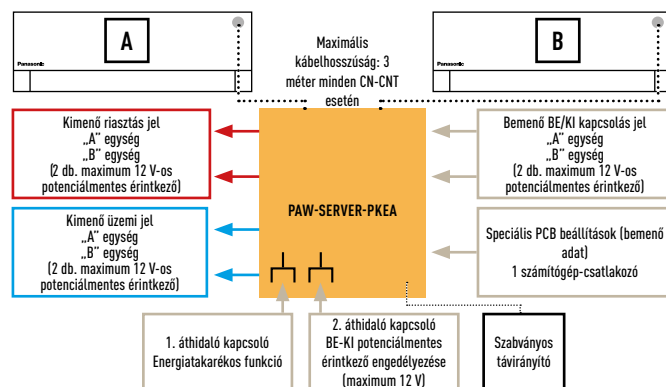 Panasonic
A
Maximális
kábelhosszúság: 3
méter minden CN-CNT
esetén
Panasonic
B
Kimenő riasztás jel
„A” egység
„B” egység
(2 db. maximum 12 V-os
potenciálmentes érintkező)
Kimenő üzemi jel
„A” egység
„B” egység
(2 db. maximum 12 V-os
potenciálmentes érintkező)
PAW-SERVER-PKEA
Bemenő BE/KI kapcsolás jel
„A” egység
„B” egység
(2 db. maximum 12 V-os
potenciálmentes érintkező)
Speciális PCB beállítások (bemenő
adat)
1 számítógép-csatlakozó
1. áthidaló kapcsoló
Energiatakarékos funkció
2. áthidaló kapcsoló
BE-KI potenciálmentes
érintkező engedélyezése
(maximum 12 V)
Szabványos
távirányító